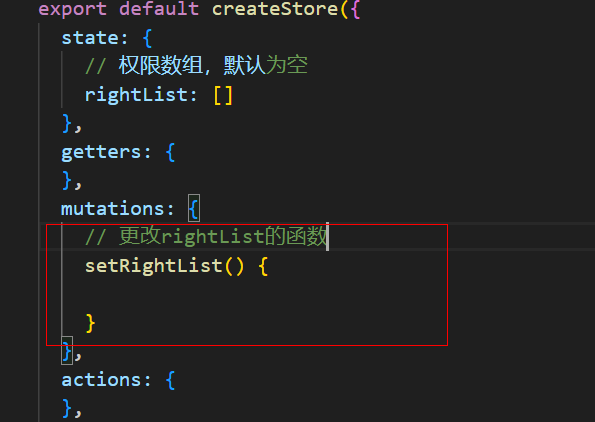 export default createStore({
state: {
// 权限数组，默认为空
rightList: []
},
getters: {
},
mutations: {
// 更改rightList的函数
setRightList() {
}
},
actions: {
},